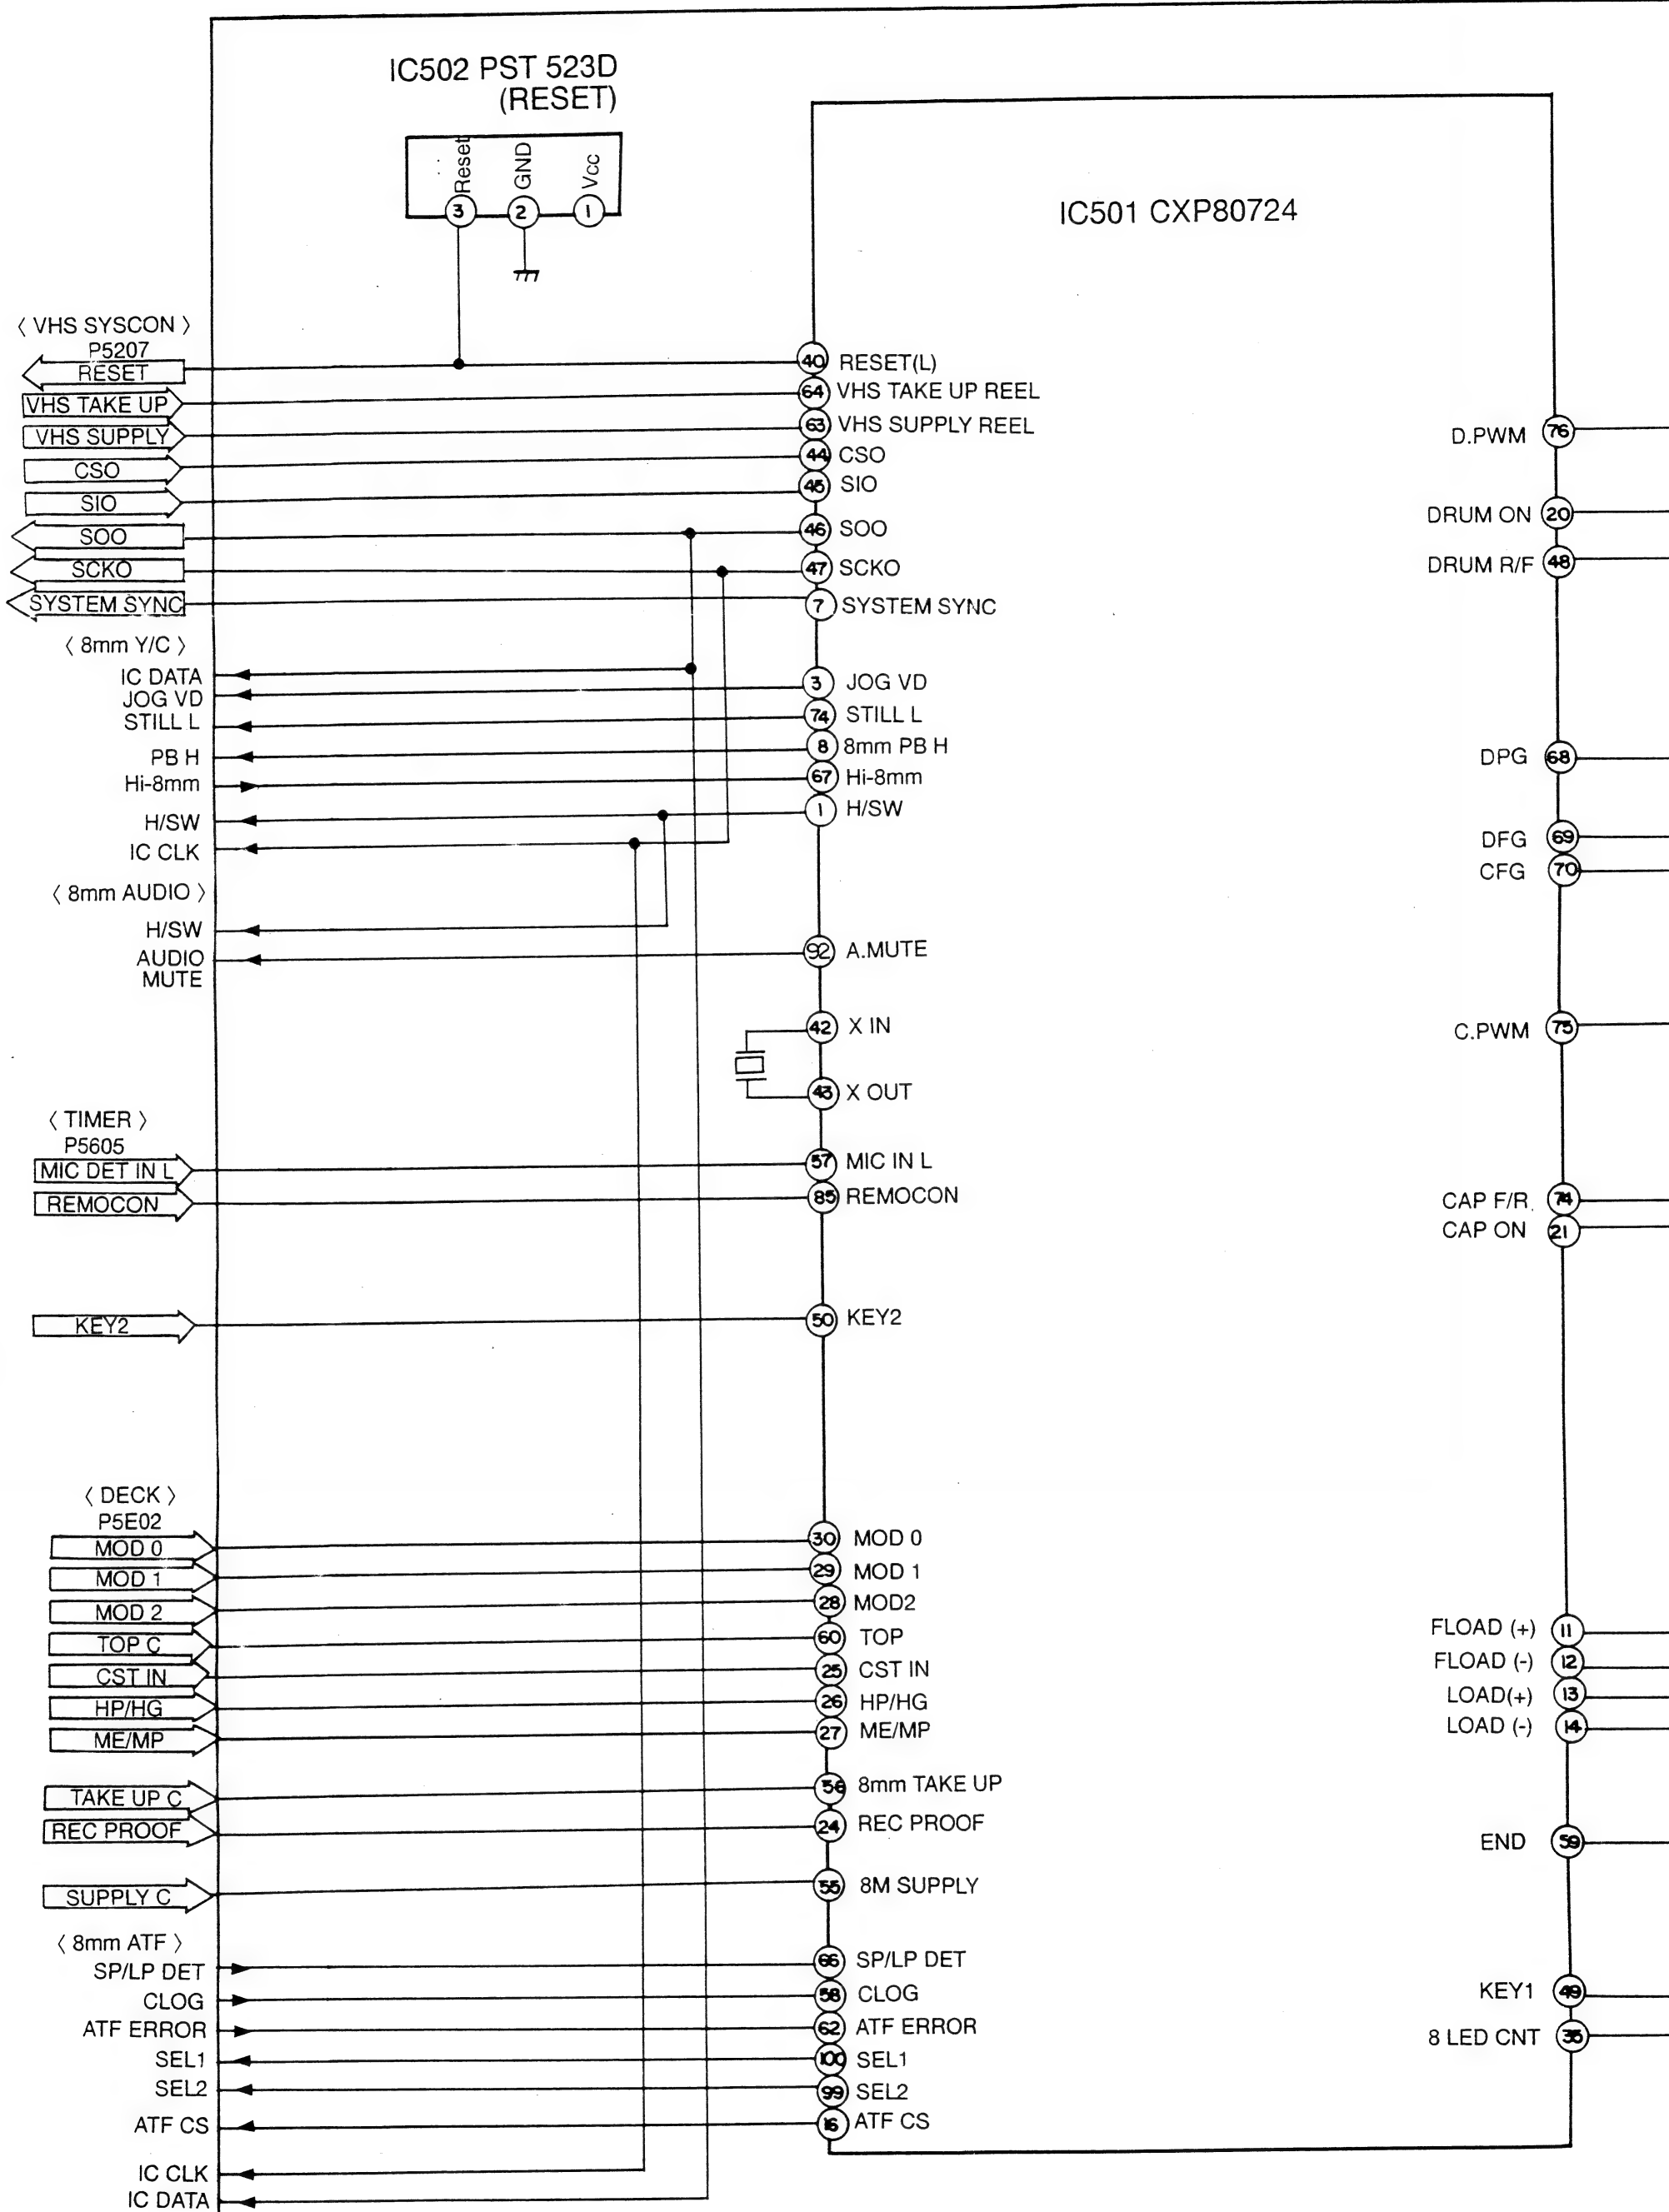 IC502 PST 523D
(RESET)
Reset
GND
Vcc
3
2
1
IC501 CXP80724
〈 VHS SYSCON 〉
P5207
RESET
40 RESET(L)
VHS TAKE UP
64 VHS TAKE UP REEL
VHS SUPPLY
63 VHS SUPPLY REEL
CSO
44 CSO
SIO
45 SIO
SOO
46 SOO
SCKO
47 SCKO
SYSTEM SYNC
7 SYSTEM SYNC
〈 8mm Y/C 〉
IC DATA
JOG VD
3 JOG VD
STILL L
74 STILL L
PB H
8 8mm PB H
Hi-8mm
67 Hi-8mm
H/SW
1 H/SW
IC CLK
〈 8mm AUDIO 〉
H/SW
AUDIO
MUTE
92 A.MUTE
42 X IN
43 X OUT
〈 TIMER 〉
P5605
MIC DET IN L
57 MIC IN L
REMOCON
85 REMOCON
KEY2
50 KEY2
〈 DECK 〉
P5E02
MOD 0
30 MOD 0
MOD 1
29 MOD 1
MOD 2
28 MOD2
TOP C
60 TOP
CST IN
25 CST IN
HP/HG
26 HP/HG
ME/MP
27 ME/MP
TAKE UP C
56 8mm TAKE UP
REC PROOF
24 REC PROOF
SUPPLY C
55 8M SUPPLY
〈 8mm ATF 〉
SP/LP DET
66 SP/LP DET
CLOG
58 CLOG
ATF ERROR
62 ATF ERROR
SEL1
100 SEL1
SEL2
99 SEL2
ATF CS
16 ATF CS
IC CLK
IC DATA
D.PWM 76
DRUM ON 20
DRUM R/F 48
DPG 68
DFG 69
CFG 70
C.PWM 75
CAP F/R 74
CAP ON 21
FLOAD (+) 11
FLOAD (-) 12
LOAD(+) 13
LOAD (-) 14
END 59
KEY1 49
8 LED CNT 35